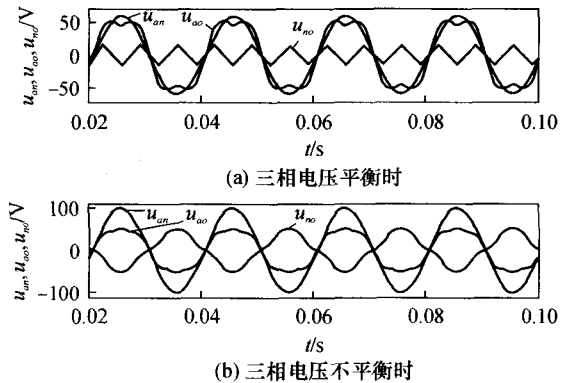 u_an, u_ao, u_no/V
50
0
-50
u_an
u_ao
u_no
0.02 0.04 0.06 0.08 0.10
t/s
(a) 三相电压平衡时
u_an, u_ao, u_no/V
100
0
-100
u_an
u_ao
u_no
0.02 0.04 0.06 0.08 0.10
t/s
(b) 三相电压不平衡时